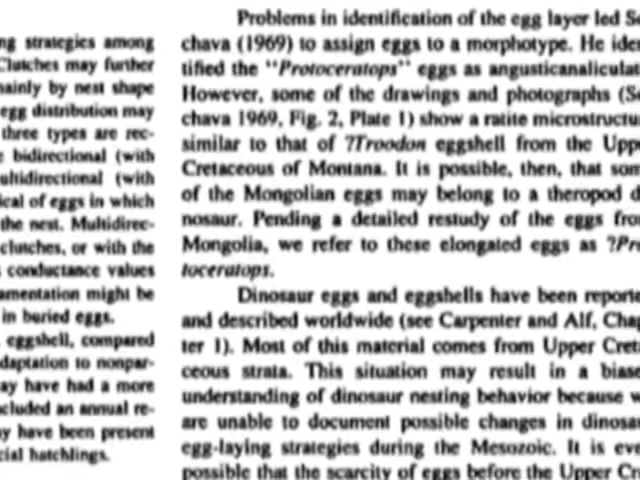 ng strategies among
Clutches may further
mainly by nest shape
egg distribution may
three types are rec-
bidirectional (with
ultidirectional (with
ical of eggs in which
the nest. Multidirec-
clutches, or with the
conductance values
amentation might be
in buried eggs.
eggshell, compared
daptation to nonpar-
ay have had a more
cluded an annual re-
y have been present
cial hatchlings.
Problems in identification of the egg layer led So
chava (1969) to assign eggs to a morphotype. He iden
tified the "Protoceratops" eggs as angusticanaliculat
However, some of the drawings and photographs (So
chava 1969, Fig. 2, Plate 1) show a ratite microstructu
similar to that of ?Troodon eggshell from the Upp
Cretaceous of Montana. It is possible, then, that som
of the Mongolian eggs may belong to a theropod d
nosaur. Pending a detailed restudy of the eggs fro
Mongolia, we refer to these elongated eggs as ?Pro
toceratops.
Dinosaur eggs and eggshells have been reporte
and described worldwide (see Carpenter and Alf, Chap
ter 1). Most of this material comes from Upper Creta
ceous strata. This situation may result in a biase
understanding of dinosaur nesting behavior because w
are unable to document possible changes in dinosau
egg-laying strategies during the Mesozoic. It is eve
possible that the scarcity of eggs before the Upper Cr